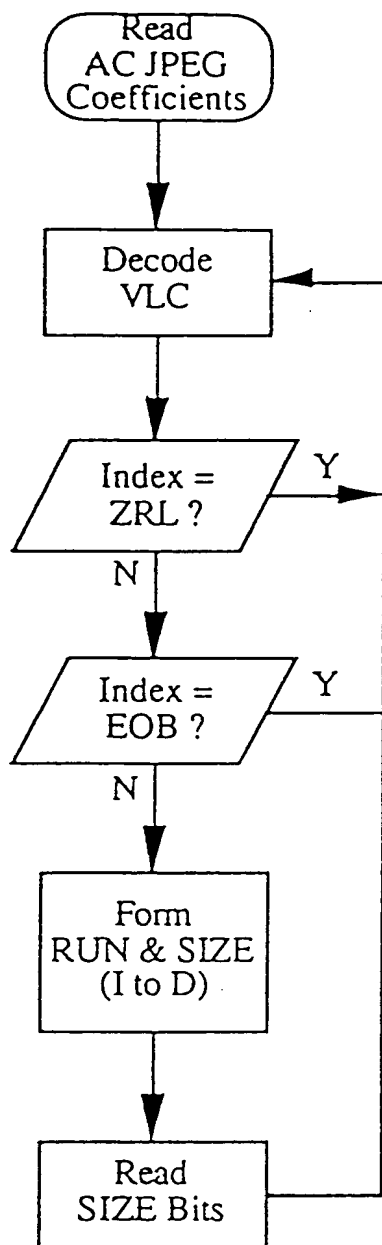 Read
AC JPEG
Coefficients
Decode
VLC
Index =
ZRL ?
Y
N
Index =
EOB ?
Y
N
Form
RUN & SIZE
(I to D)
Read
SIZE Bits